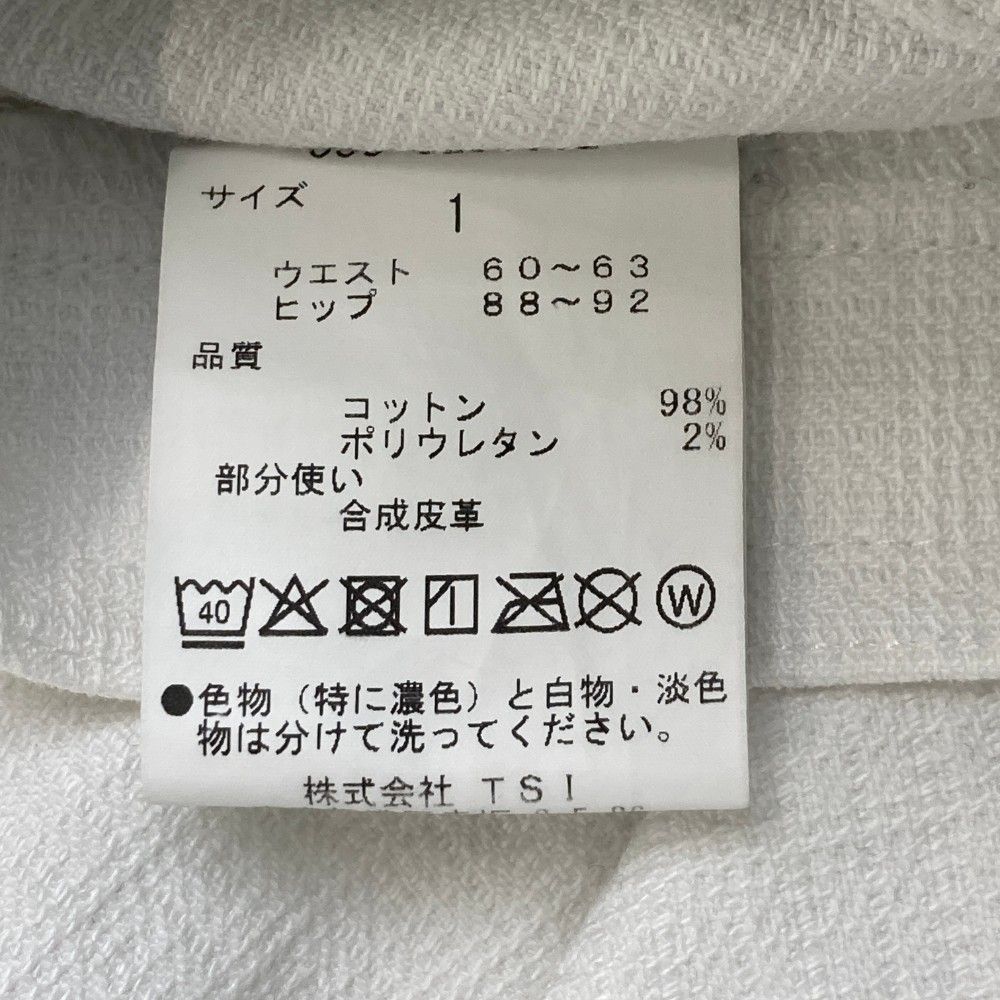 サイズ 1
ウエスト 60～63
ヒップ 88～92
品質
コットン 98%
ポリウレタン 2%
部分使い
合成皮革
40 W
●色物（特に濃色）と白物・淡色
物は分けて洗ってください。
株式会社 TSI